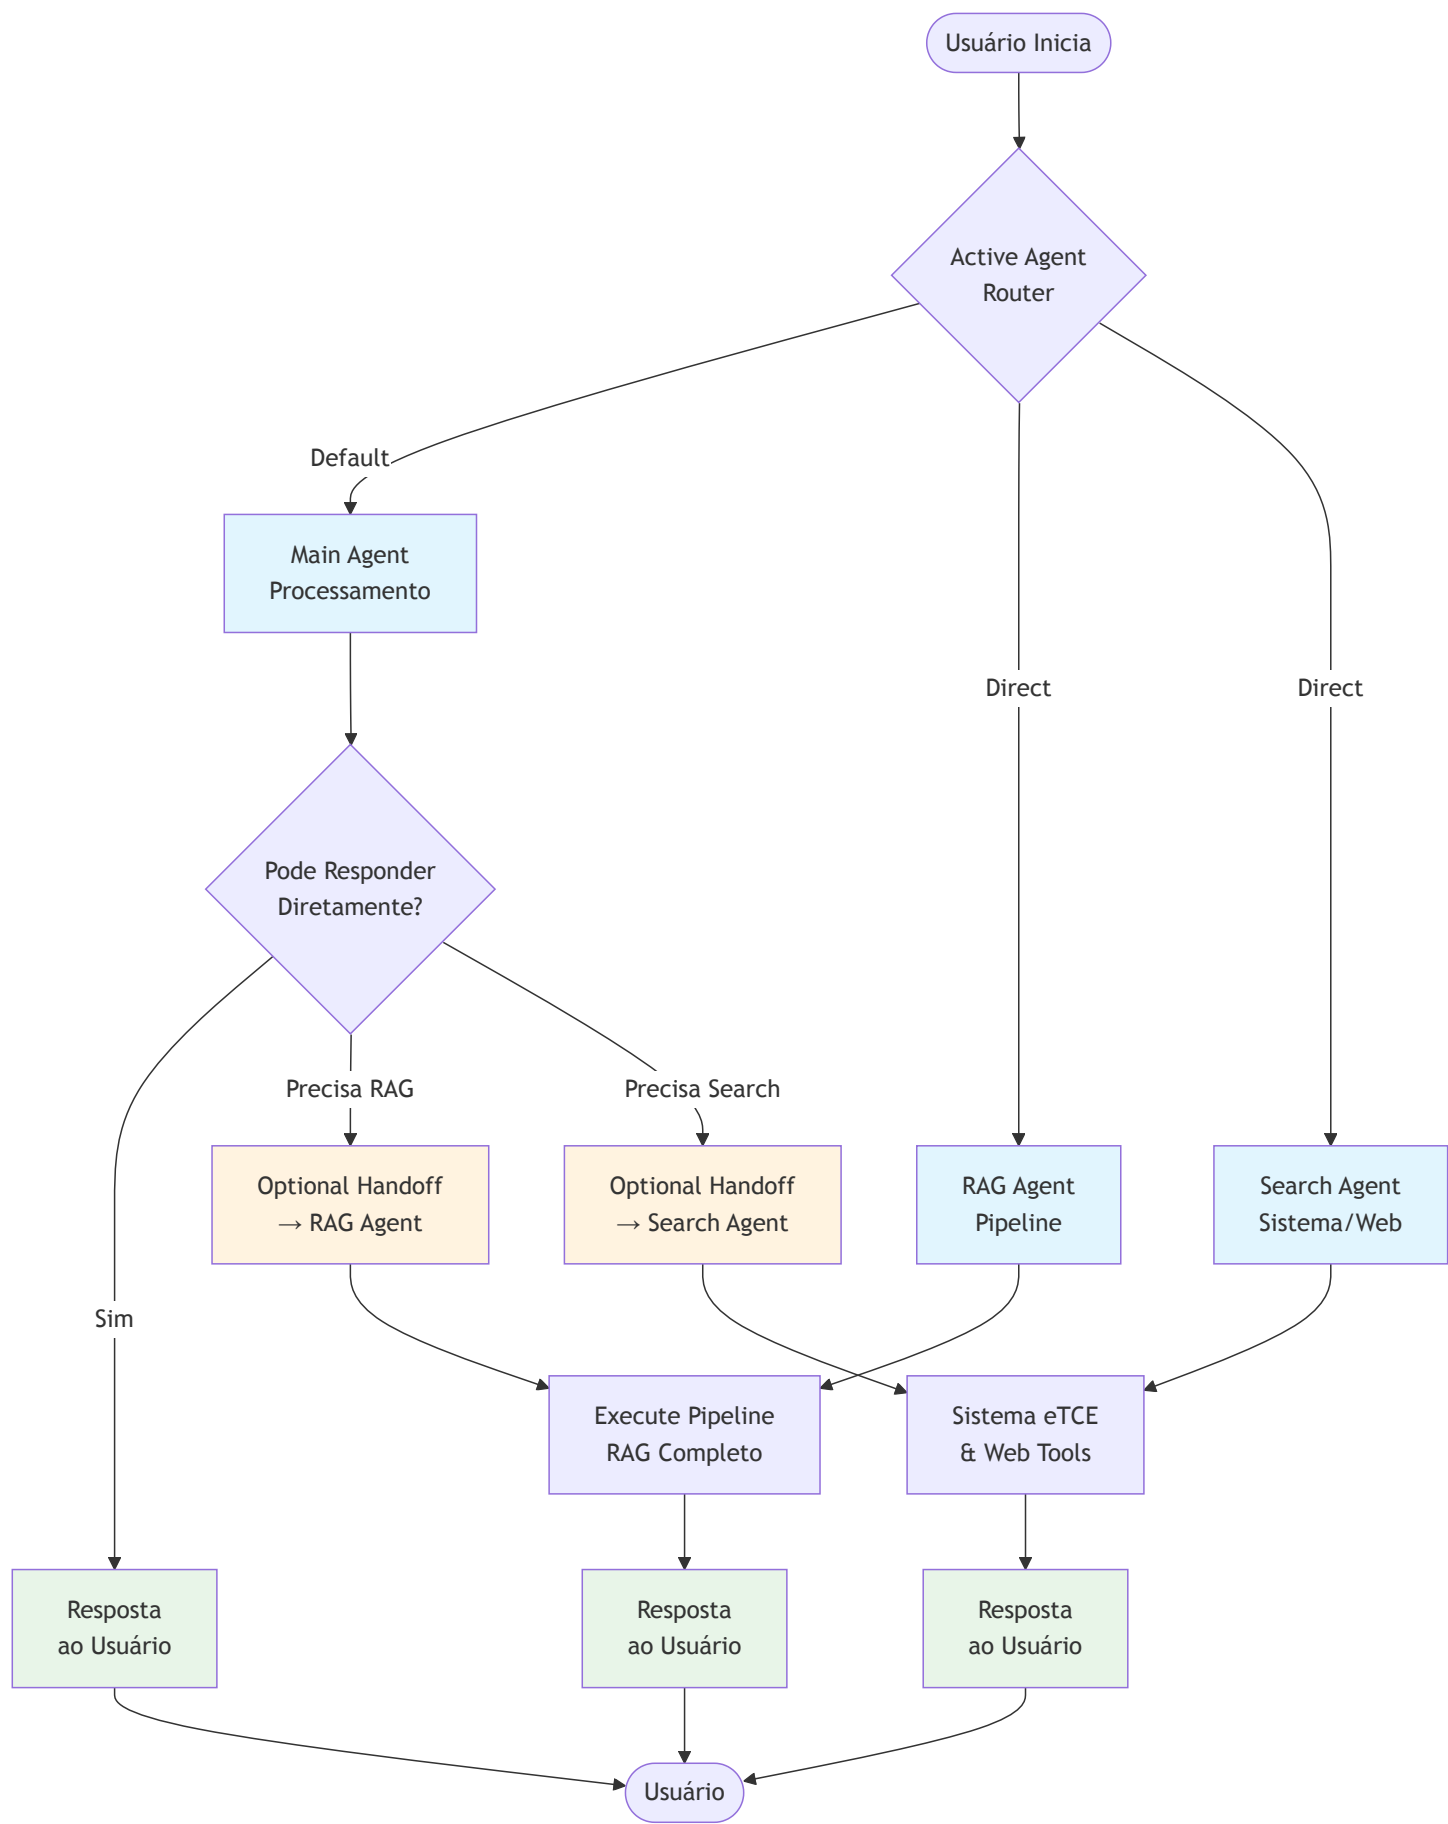 Usuário Inicia
Active Agent
Router
Default
Main Agent
Processamento
Direct
Direct
Pode Responder
Diretamente?
Precisa RAG
Precisa Search
Optional Handoff
→ RAG Agent
Optional Handoff
→ Search Agent
RAG Agent
Pipeline
Search Agent
Sistema/Web
Sim
Execute Pipeline
RAG Completo
Sistema eTCE
& Web Tools
Resposta
ao Usuário
Resposta
ao Usuário
Resposta
ao Usuário
Usuário